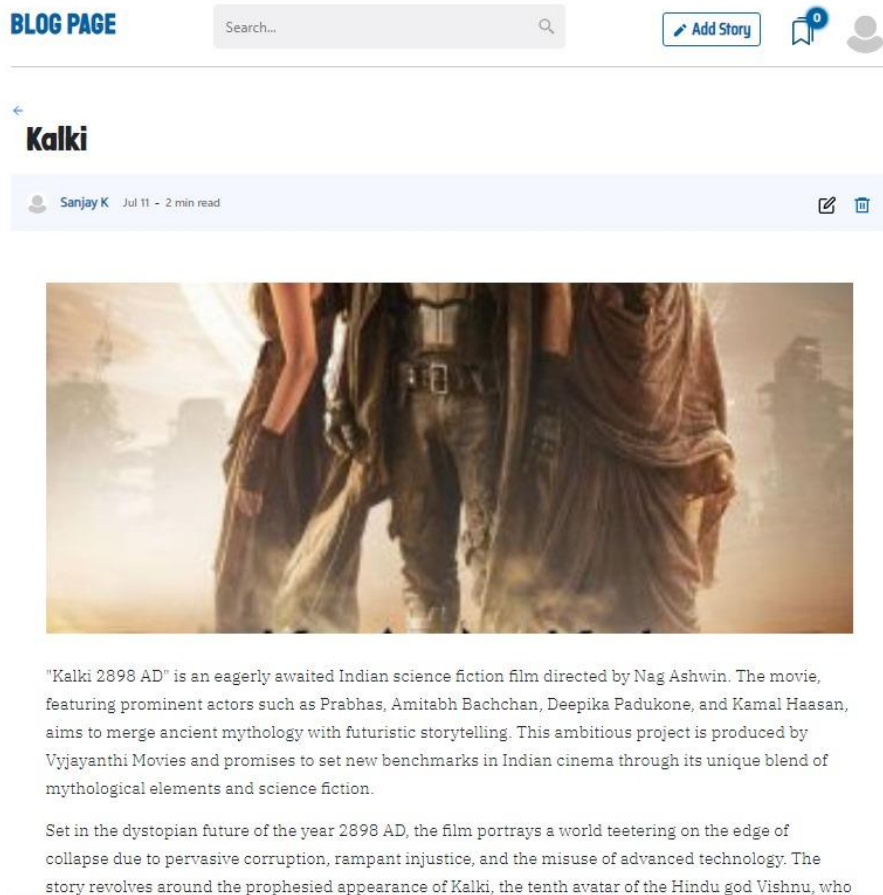 BLOG PAGE
Search...
Add Story
0
Kalki
Sanjay K Jul 11 - 2 min read
"Kalki 2898 AD" is an eagerly awaited Indian science fiction film directed by Nag Ashwin. The movie,
featuring prominent actors such as Prabhas, Amitabh Bachchan, Deepika Padukone, and Kamal Haasan,
aims to merge ancient mythology with futuristic storytelling. This ambitious project is produced by
Vyjayanthi Movies and promises to set new benchmarks in Indian cinema through its unique blend of
mythological elements and science fiction.
Set in the dystopian future of the year 2898 AD, the film portrays a world teetering on the edge of
collapse due to pervasive corruption, rampant injustice, and the misuse of advanced technology. The
story revolves around the prophesied appearance of Kalki, the tenth avatar of the Hindu god Vishnu, who